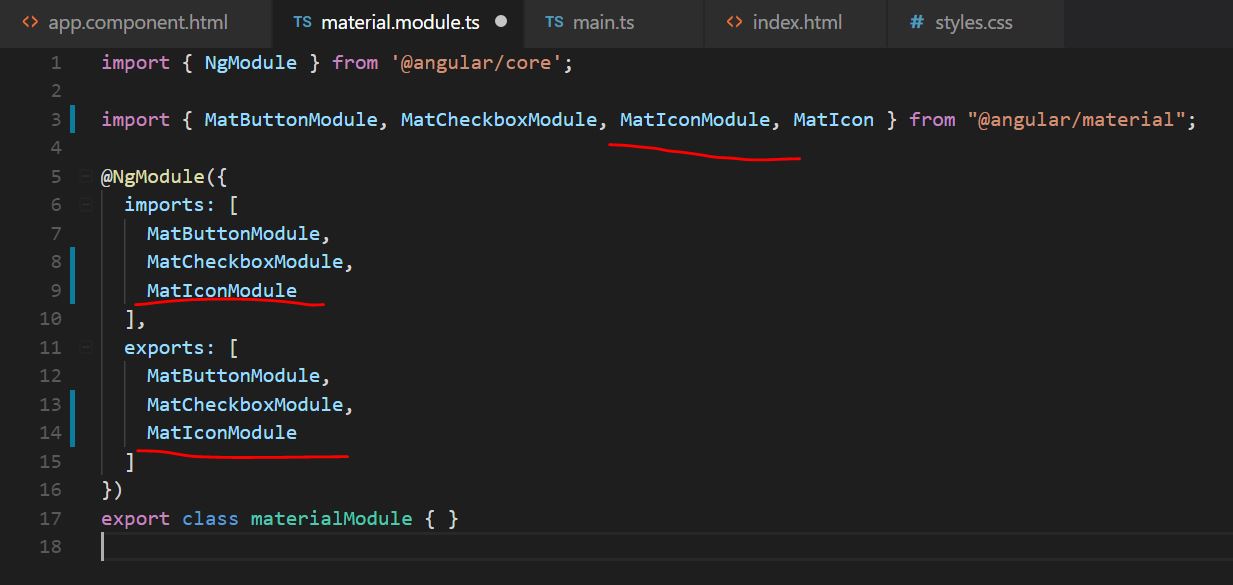 <> app.component.html TS material.module.ts ● TS main.ts <> index.html # styles.css
1 import { NgModule } from '@angular/core';
2
3 import { MatButtonModule, MatCheckboxModule, MatIconModule, MatIcon } from "@angular/material";
4
5 @NgModule({
6 imports: [
7 MatButtonModule,
8 MatCheckboxModule,
9 MatIconModule
10 ],
11 exports: [
12 MatButtonModule,
13 MatCheckboxModule,
14 MatIconModule
15 ]
16 })
17 export class materialModule { }
18